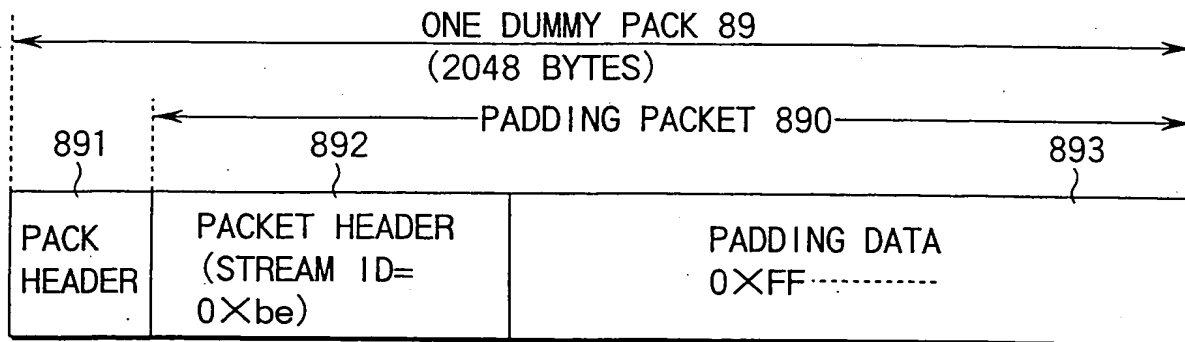 ONE DUMMY PACK 89
(2048 BYTES)
PADDING PACKET 890
891
892
893
PACK
HEADER
PACKET HEADER
(STREAM ID=
0×be)
PADDING DATA
0×FF------------